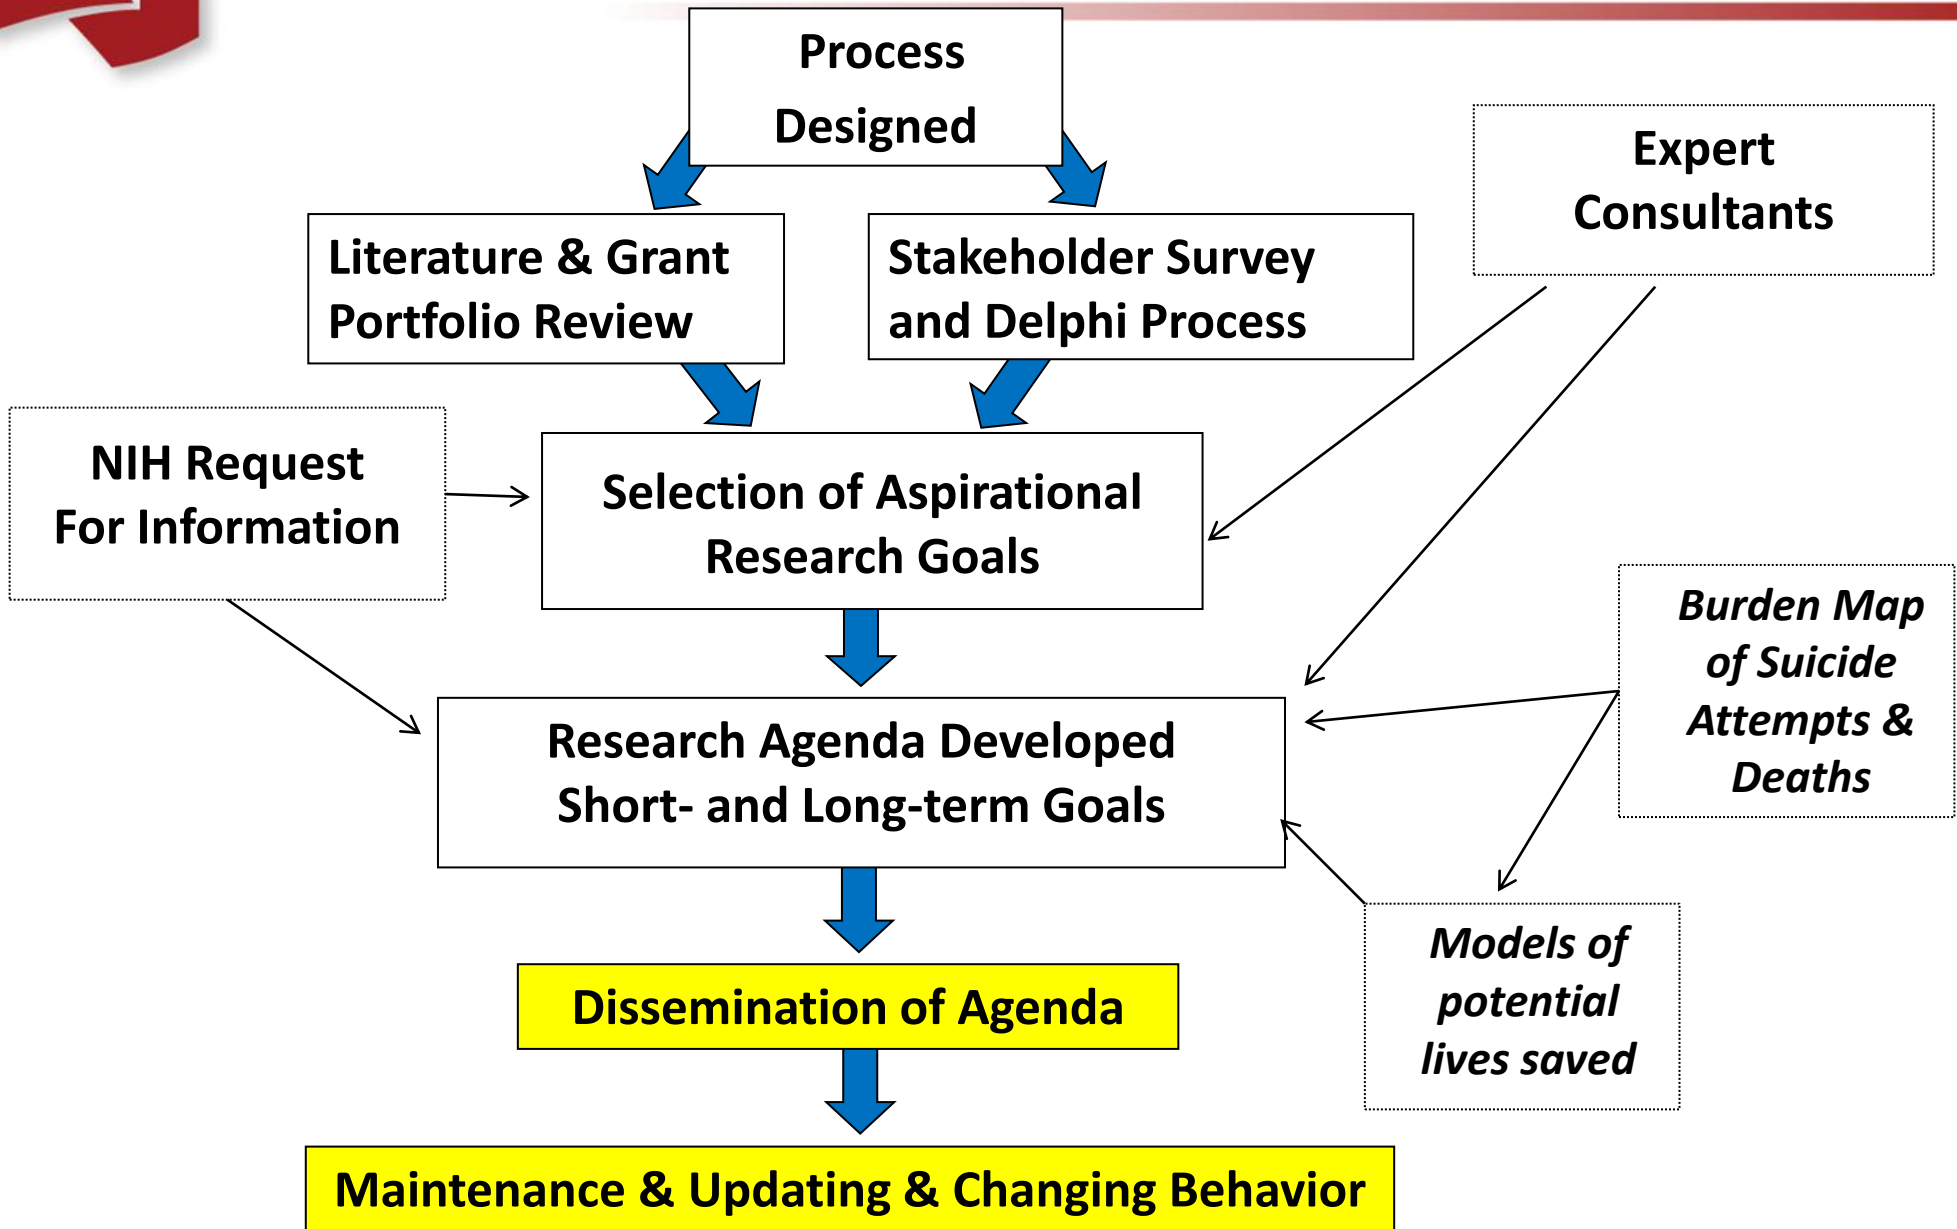 Process
Designed
Expert
Consultants
Literature & Grant
Portfolio Review
Stakeholder Survey
and Delphi Process
NIH Request
For Information
Selection of Aspirational
Research Goals
Burden Map
of Suicide
Attempts &
Deaths
Research Agenda Developed
Short- and Long-term Goals
Models of
potential
lives saved
Dissemination of Agenda
Maintenance & Updating & Changing Behavior